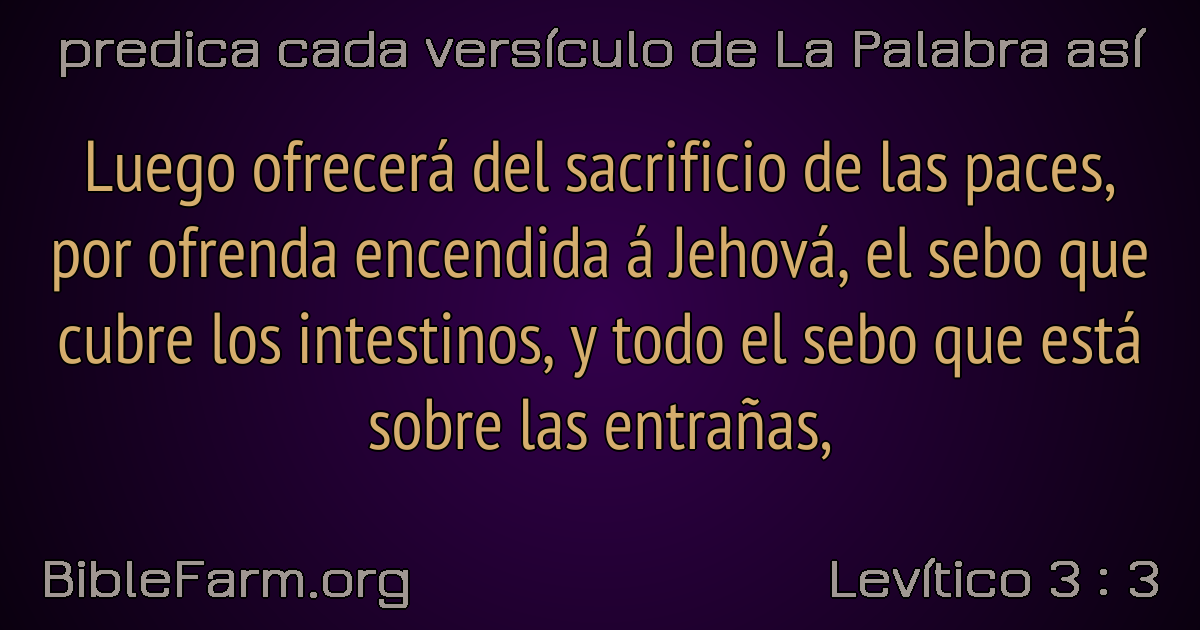 predica cada versículo de La Palabra así
Luego ofrecerá del sacrificio de las paces,
por ofrenda encendida á Jehová, el sebo que
cubre los intestinos, y todo el sebo que está
sobre las entrañas,
BibleFarm.org
Levítico 3 : 3